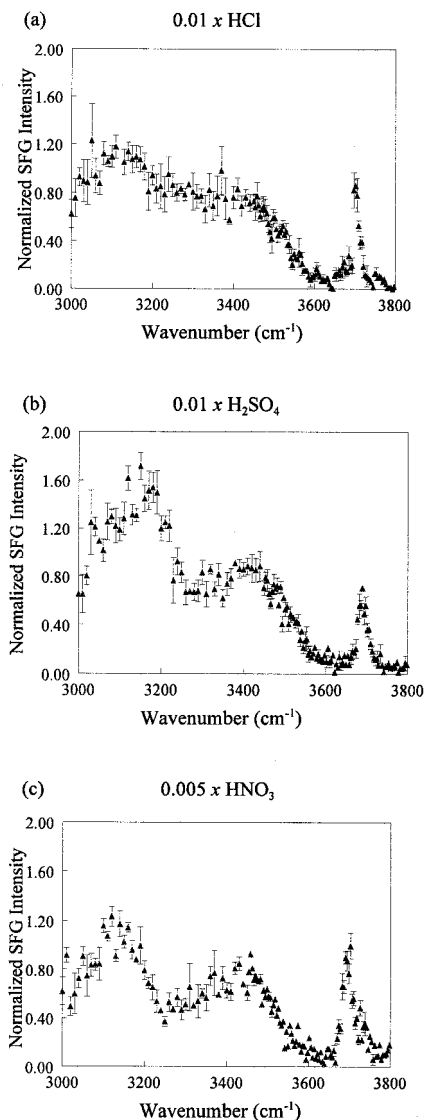 (a) 0.01 x HCl
Normalized SFG Intensity
2.00
1.60
1.20
0.80
0.40
0.00
3000 3200 3400 3600 3800
Wavenumber (cm⁻¹)
(b) 0.01 x H₂SO₄
Normalized SFG Intensity
2.00
1.60
1.20
0.80
0.40
0.00
3000 3200 3400 3600 3800
Wavenumber (cm⁻¹)
(c) 0.005 x HNO₃
Normalized SFG Intensity
2.00
1.60
1.20
0.80
0.40
0.00
3000 3200 3400 3600 3800
Wavenumber (cm⁻¹)